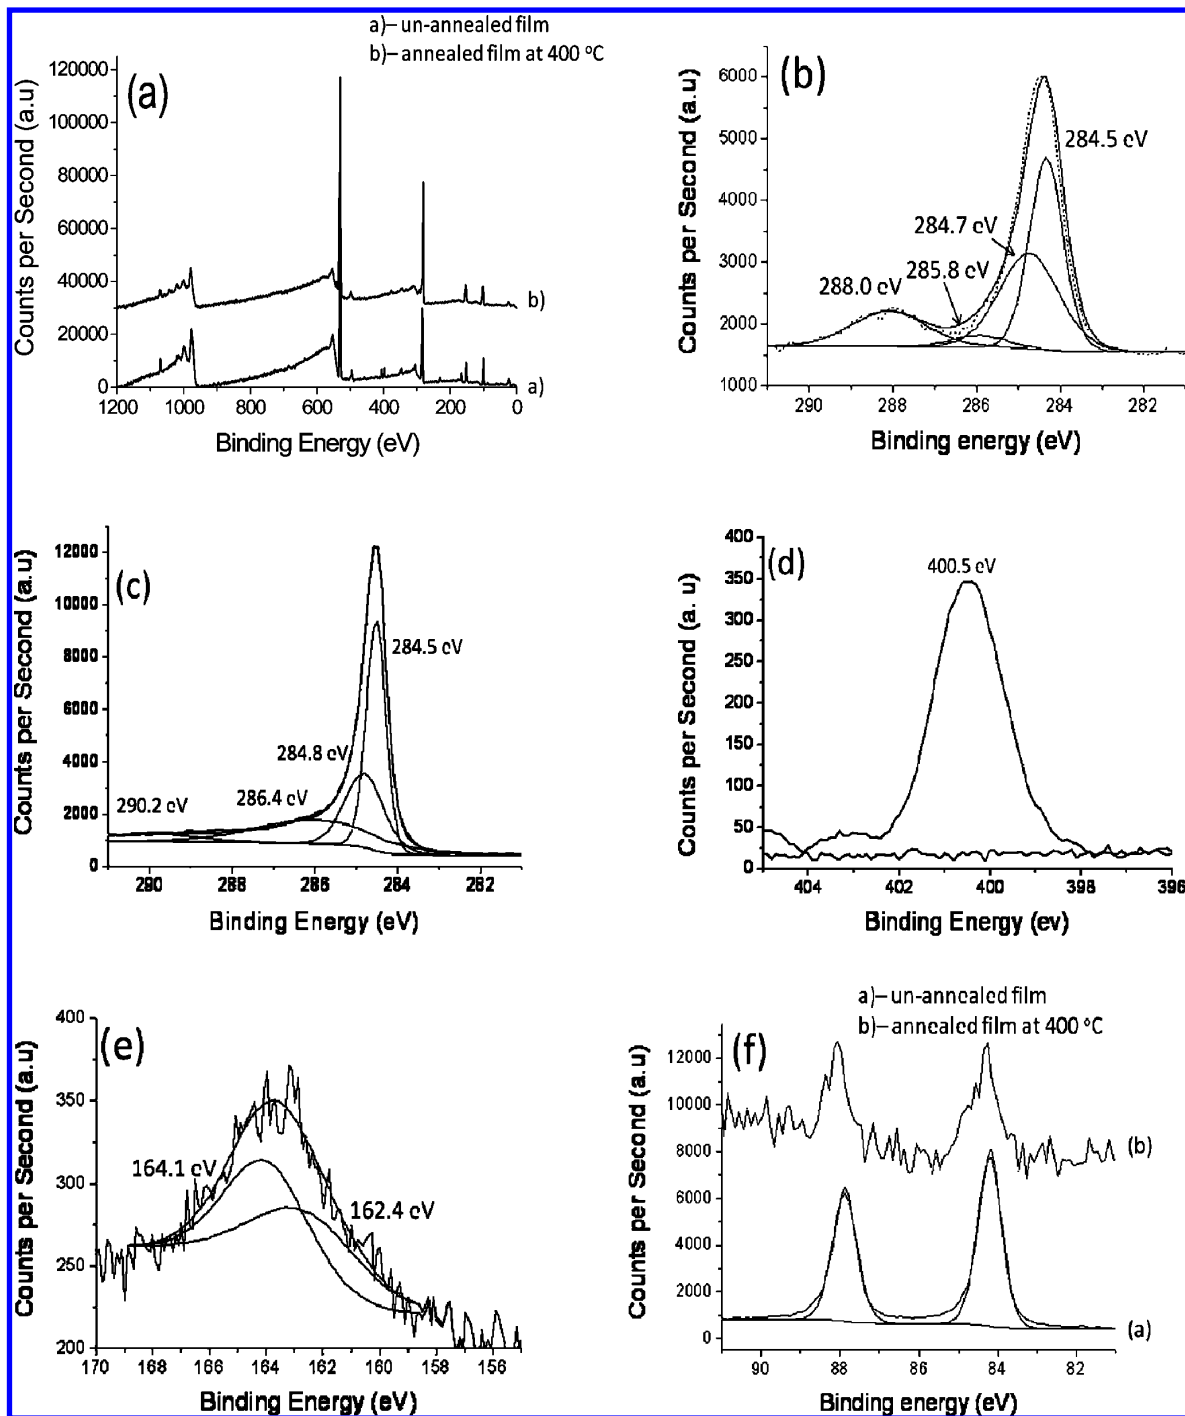 a)– un-annealed film
b)– annealed film at 400 °C
(a)
Counts per Second (a.u)
120000
100000
80000
60000
40000
20000
0
b)
a)
1200 1000 800 600 400 200 0
Binding Energy (eV)
(b)
Counts per Second (a.u)
6000
5000
4000
3000
2000
1000
284.5 eV
284.7 eV
285.8 eV
288.0 eV
290 288 286 284 282
Binding energy (eV)
(c)
Counts per Second (a.u)
12000
10000
8000
6000
4000
2000
0
284.5 eV
284.8 eV
286.4 eV
290.2 eV
290 288 286 284 282
Binding Energy (eV)
(d)
Counts per Second (a. u)
400
350
300
250
200
150
100
50
0
400.5 eV
404 402 400 398 396
Binding Energy (ev)
(e)
Counts per Second (a.u)
400
350
300
250
200
164.1 eV
162.4 eV
170 168 166 164 162 160 158 156
Binding Energy (eV)
a)– un-annealed film
b)– annealed film at 400 °C
(f)
Counts per Second (a.u)
12000
10000
8000
6000
4000
2000
0
(b)
(a)
90 88 86 84 82
Binding energy (eV)